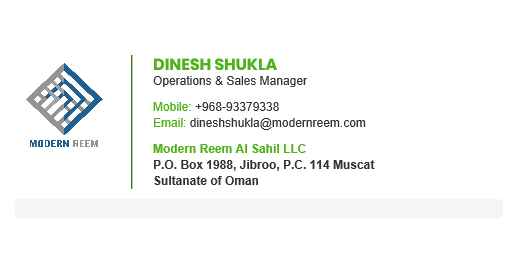 MODERN REEM
DINESH SHUKLA
Operations & Sales Manager
Mobile: +968-93379338
Email: dineshshukla@modernreem.com
Modern Reem Al Sahil LLC
P.O. Box 1988, Jibroo, P.C. 114 Muscat
Sultanate of Oman